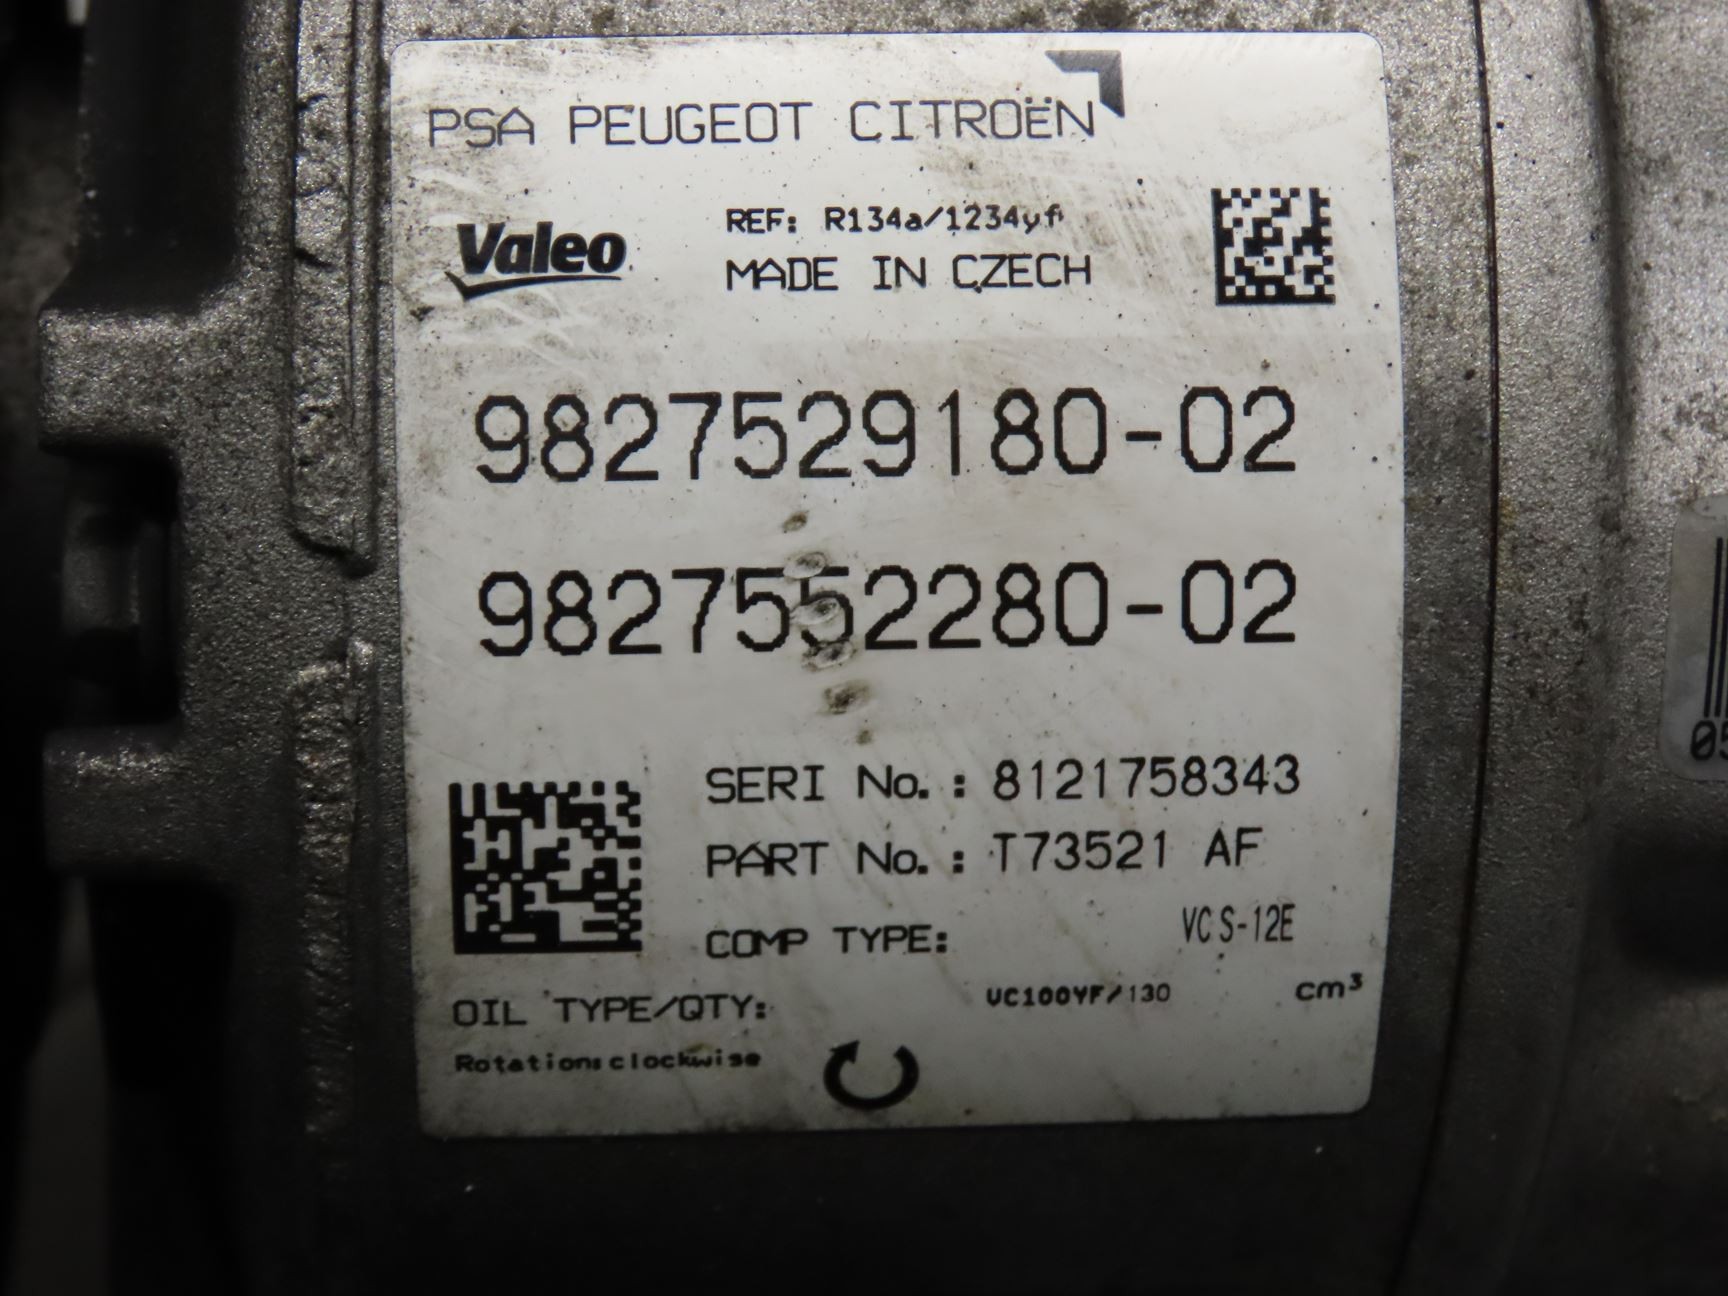 PSA PEUGEOT CITROËN
Valeo
REF: R134a/1234yf
MADE IN CZECH
9827529180-02
9827552280-02
SERI No.: 8121758343
PART No.: T73521 AF
COMP TYPE: VCS-12E
OIL TYPE/QTY: VC100YF/130 cm³
Rotation:clockwise